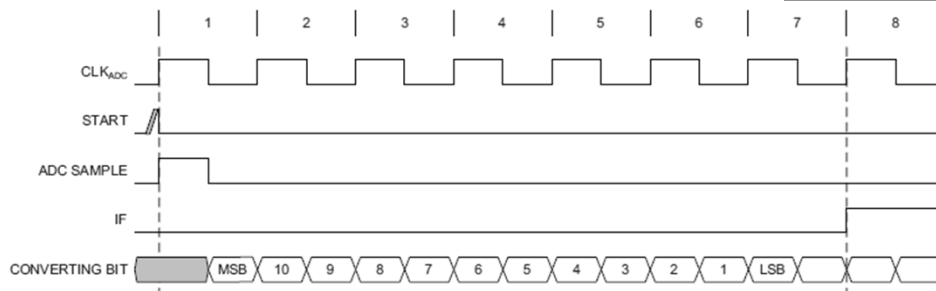 1 2 3 4 5 6 7 8
CLKADC
START
ADC SAMPLE
IF
CONVERTING BIT MSB 10 9 8 7 6 5 4 3 2 1 LSB